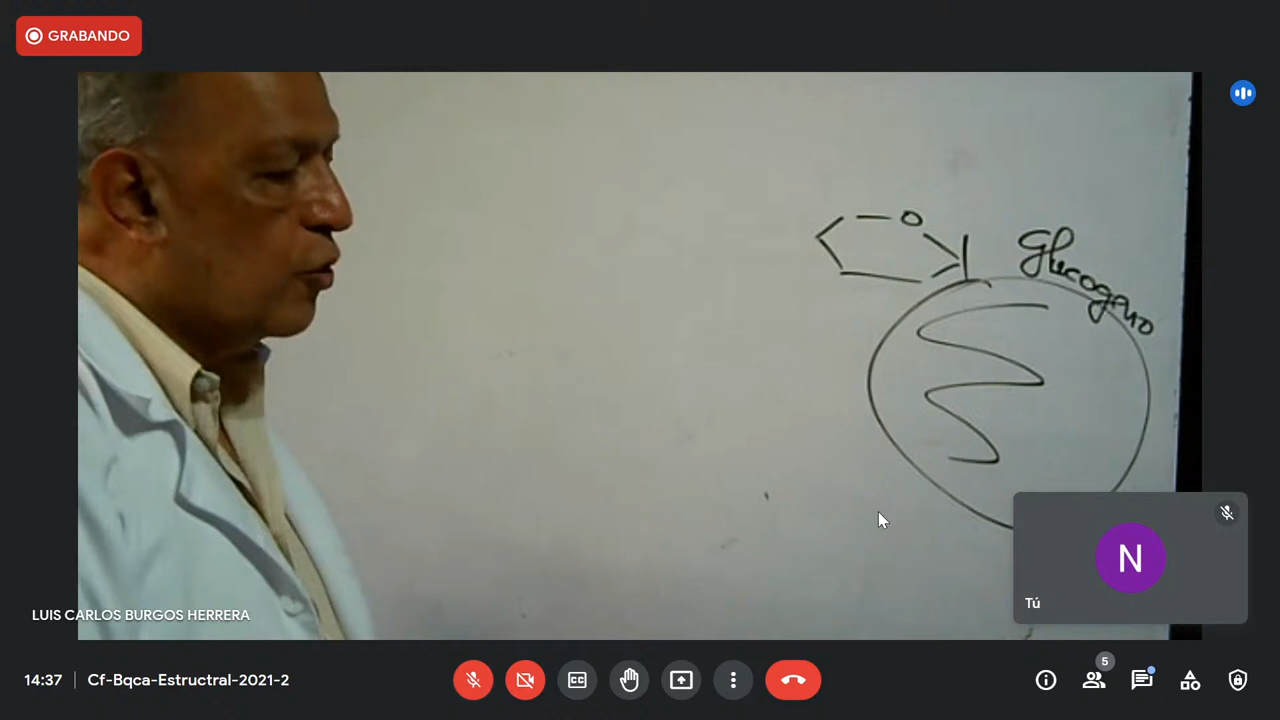 GRABANDO
O
Glucogeno
N
Tú
LUIS CARLOS BURGOS HERRERA
14:37 | Cf-Bqca-Estructral-2021-2
5